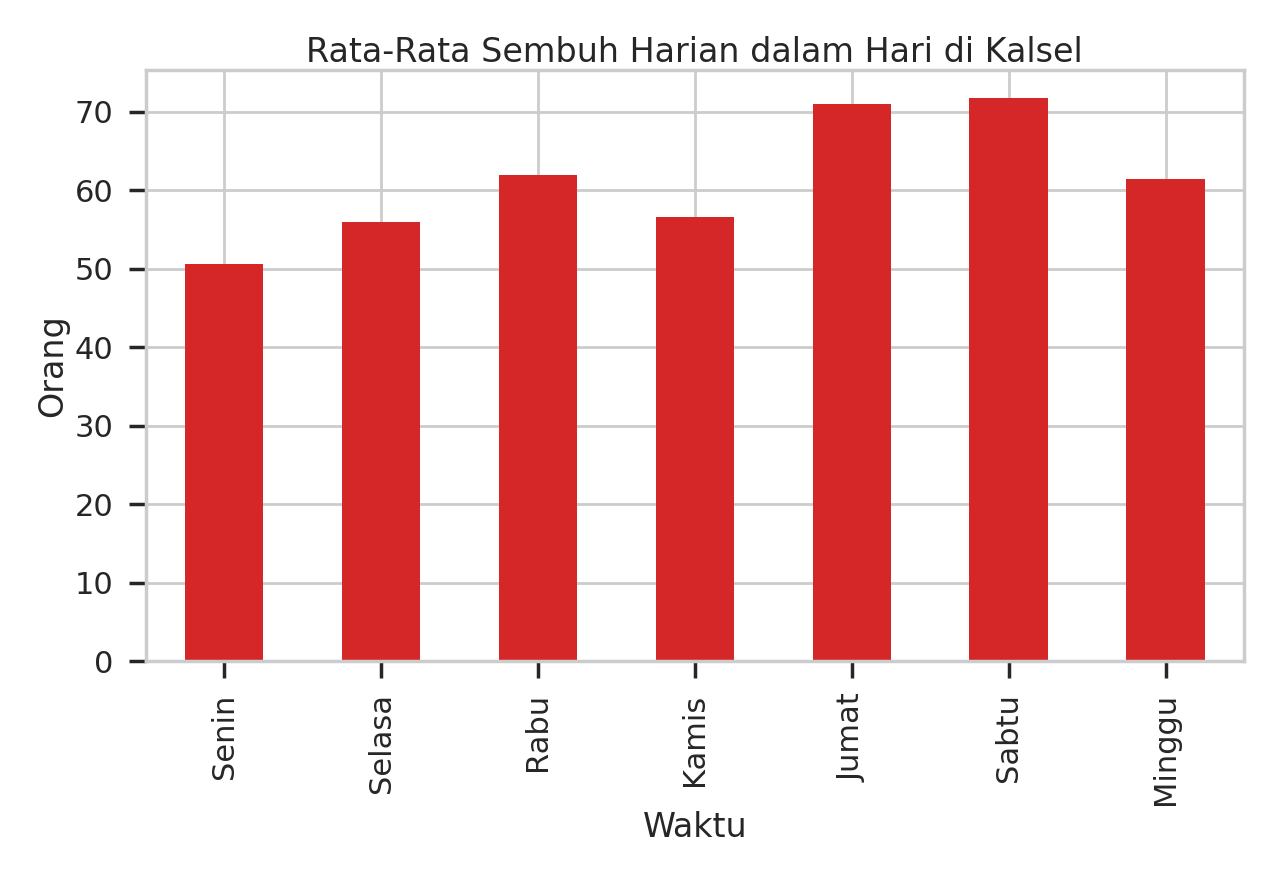 Rata-Rata Sembuh Harian dalam Hari di Kalsel
70
60
50
40
30
20
10
0
Orang
Senin
Selasa
Rabu
Kamis
Jumat
Sabtu
Minggu
Waktu